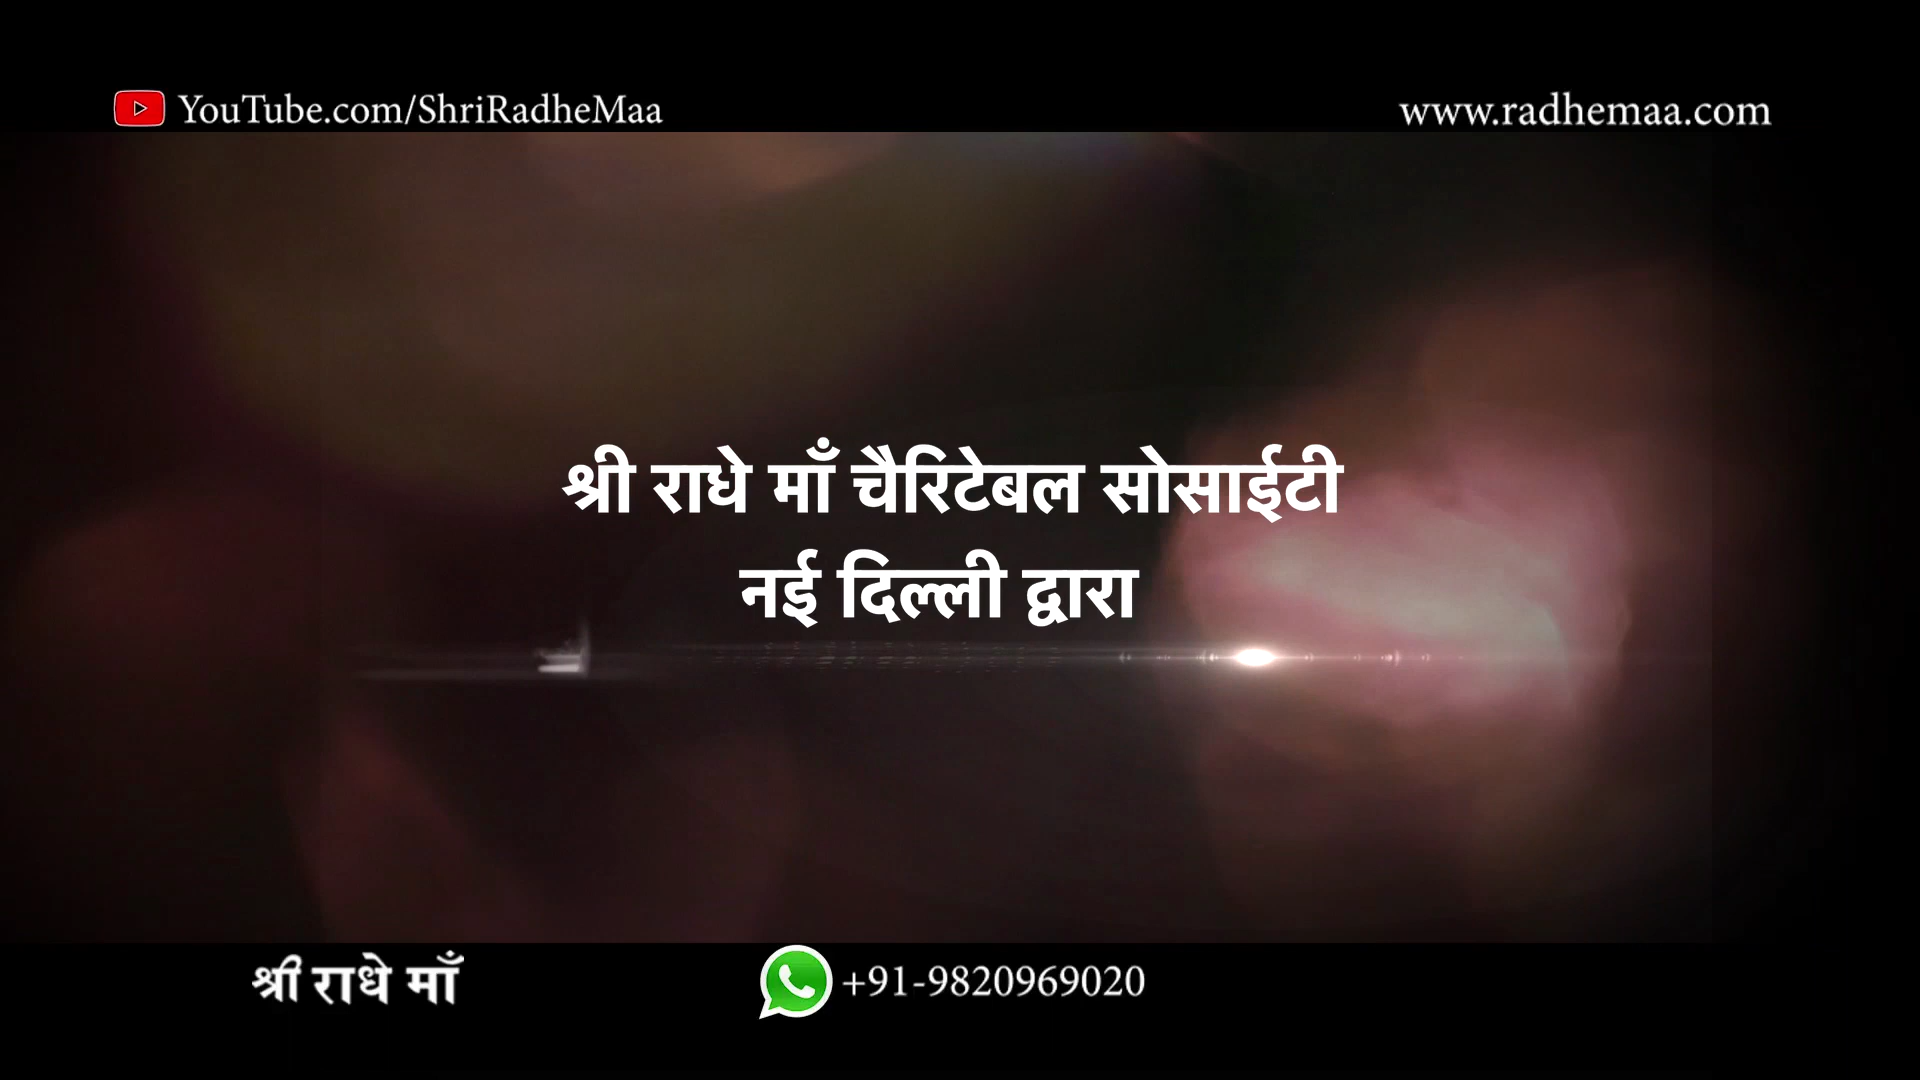 YouTube.com/ShriRadheMaa
www.radhemaa.com
श्री राधे माँ चैरिटेबल सोसाईटी
नई दिल्ली द्वारा
श्री राधे माँ
+91-9820969020